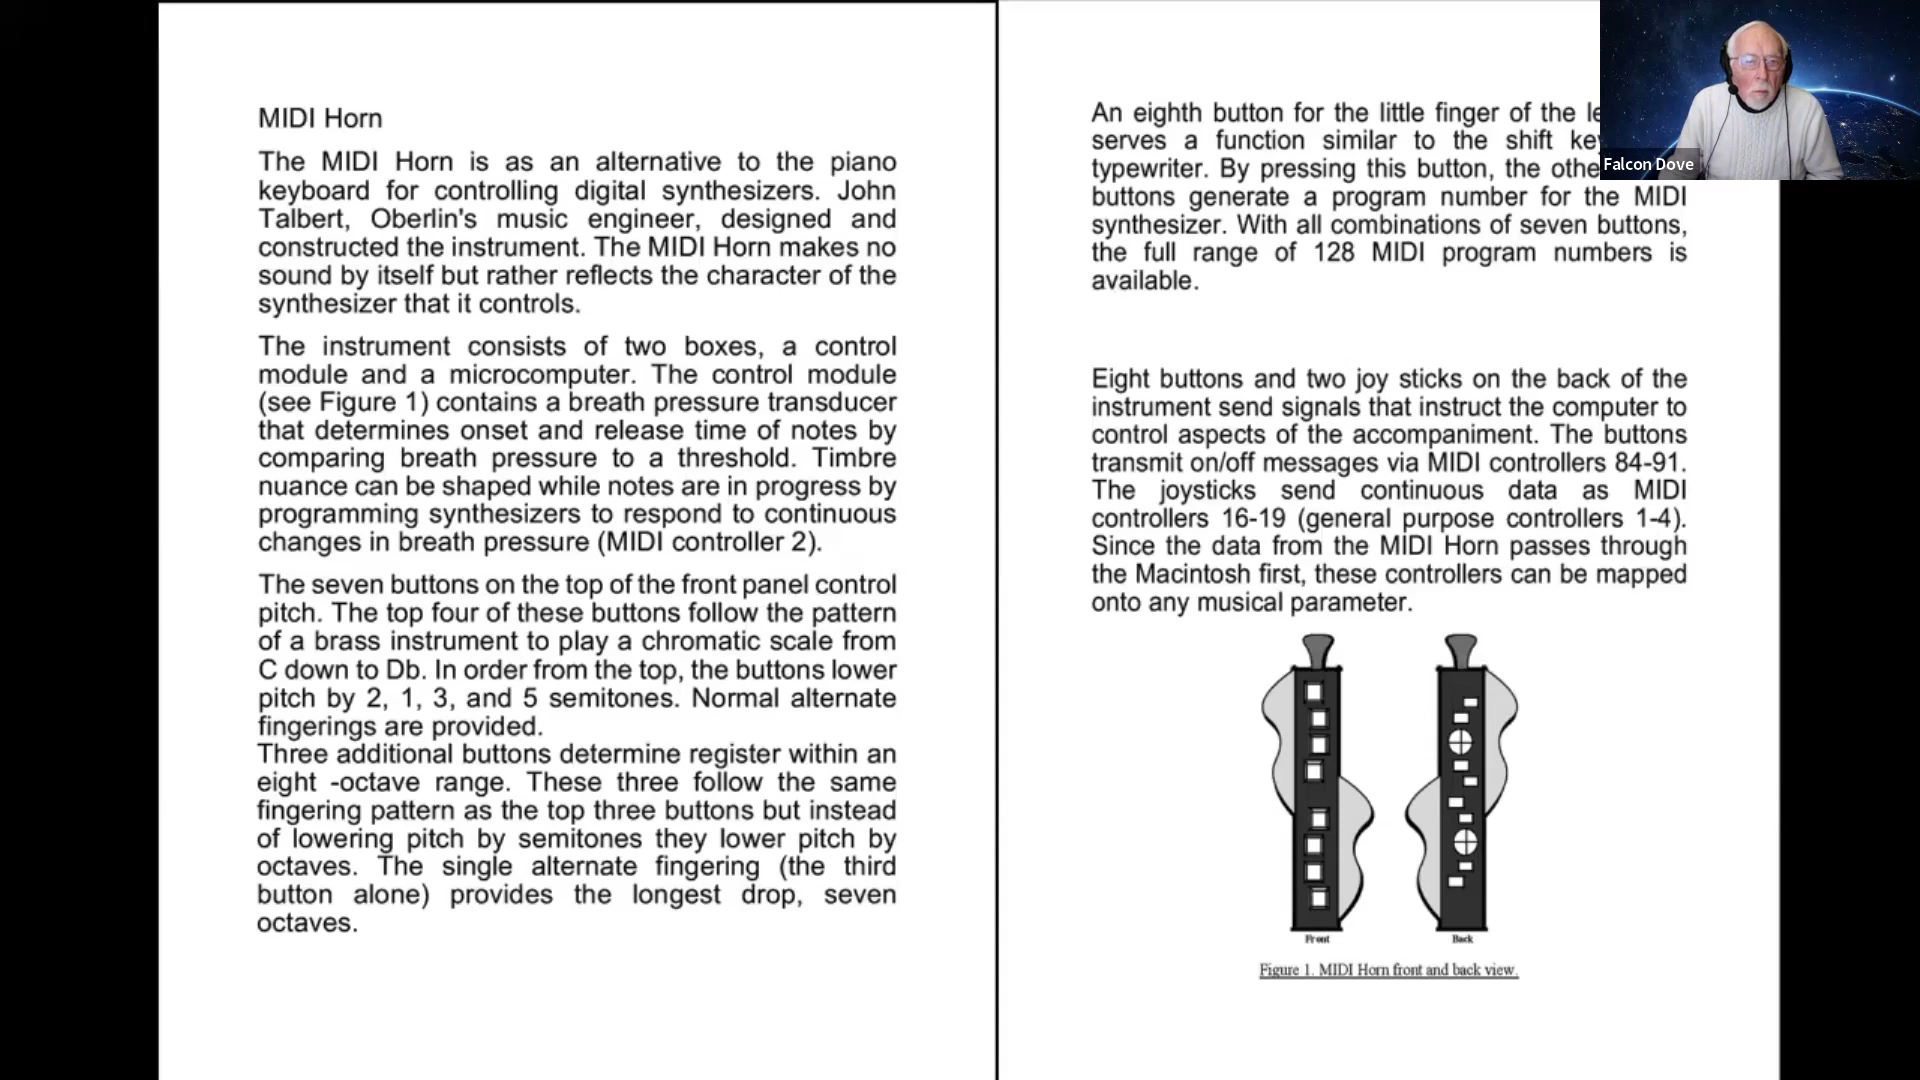 MIDI Horn
The MIDI Horn is as an alternative to the piano
keyboard for controlling digital synthesizers. John
Talbert, Oberlin's music engineer, designed and
constructed the instrument. The MIDI Horn makes no
sound by itself but rather reflects the character of the
synthesizer that it controls.
The instrument consists of two boxes, a control
module and a microcomputer. The control module
(see Figure 1) contains a breath pressure transducer
that determines onset and release time of notes by
comparing breath pressure to a threshold. Timbre
nuance can be shaped while notes are in progress by
programming synthesizers to respond to continuous
changes in breath pressure (MIDI controller 2).
The seven buttons on the top of the front panel control
pitch. The top four of these buttons follow the pattern
of a brass instrument to play a chromatic scale from
C down to Db. In order from the top, the buttons lower
pitch by 2, 1, 3, and 5 semitones. Normal alternate
fingerings are provided.
Three additional buttons determine register within an
eight -octave range. These three follow the same
fingering pattern as the top three buttons but instead
of lowering pitch by semitones they lower pitch by
octaves. The single alternate fingering (the third
button alone) provides the longest drop, seven
octaves.
An eighth button for the little finger of the
serves a function similar to the shift
typewriter. By pressing this button, the
buttons generate a program number for the MIDI
synthesizer. With all combinations of seven buttons,
the full range of 128 MIDI program numbers is
available.
Eight buttons and two joy sticks on the back of the
instrument send signals that instruct the computer to
control aspects of the accompaniment. The buttons
transmit on/off messages via MIDI controllers 84-91.
The joysticks send continuous data as MIDI
controllers 16-19 (general purpose controllers 1-4).
Since the data from the MIDI Horn passes through
the Macintosh first, these controllers can be mapped
onto any musical parameter.
Front Back
Figure 1. MIDI Horn front and back view.
Falcon Dove